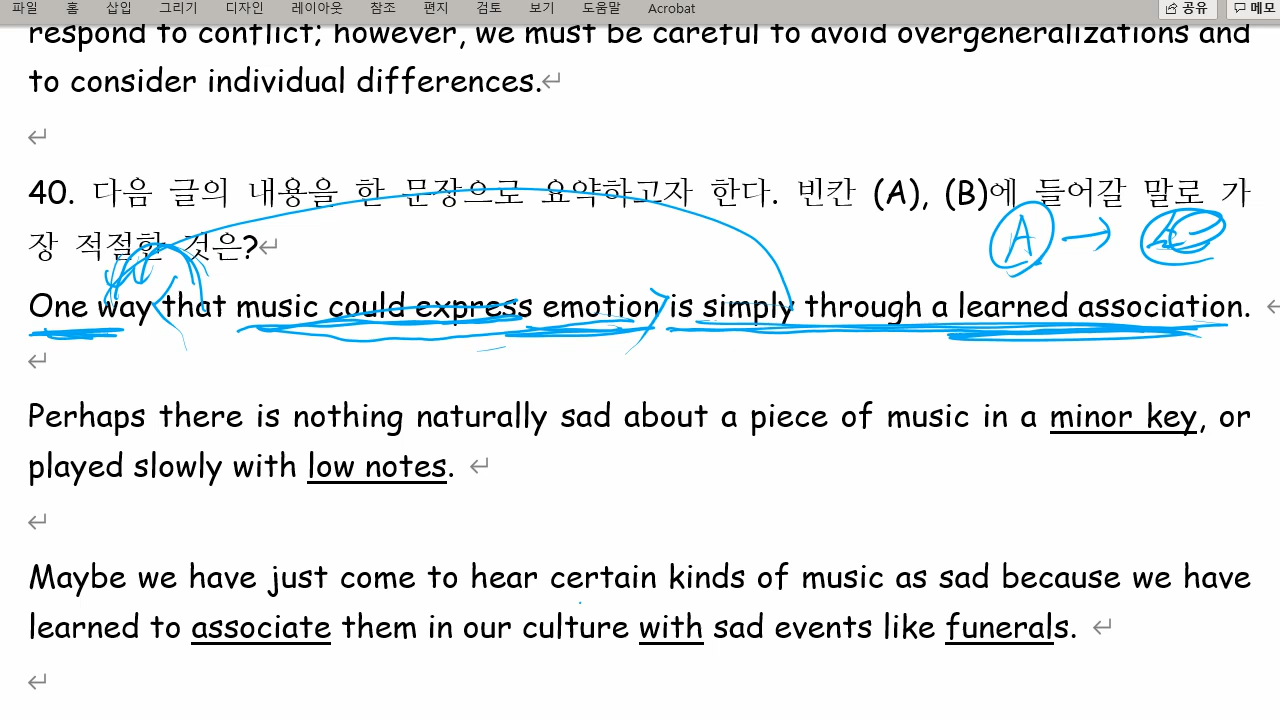 파일 홈 삽입 그리기 디자인 레이아웃 참조 편지 검토 보기 도움말 Acrobat 공유 메모
respond to conflict; however, we must be careful to avoid overgeneralizations and
to consider individual differences.
40. 다음 글의 내용을 한 문장으로 요약하고자 한다. 빈칸 (A), (B)에 들어갈 말로 가
장 적절한 것은?
A →
One way that music could express emotion is simply through a learned association.
Perhaps there is nothing naturally sad about a piece of music in a minor key, or
played slowly with low notes.
Maybe we have just come to hear certain kinds of music as sad because we have
learned to associate them in our culture with sad events like funerals.